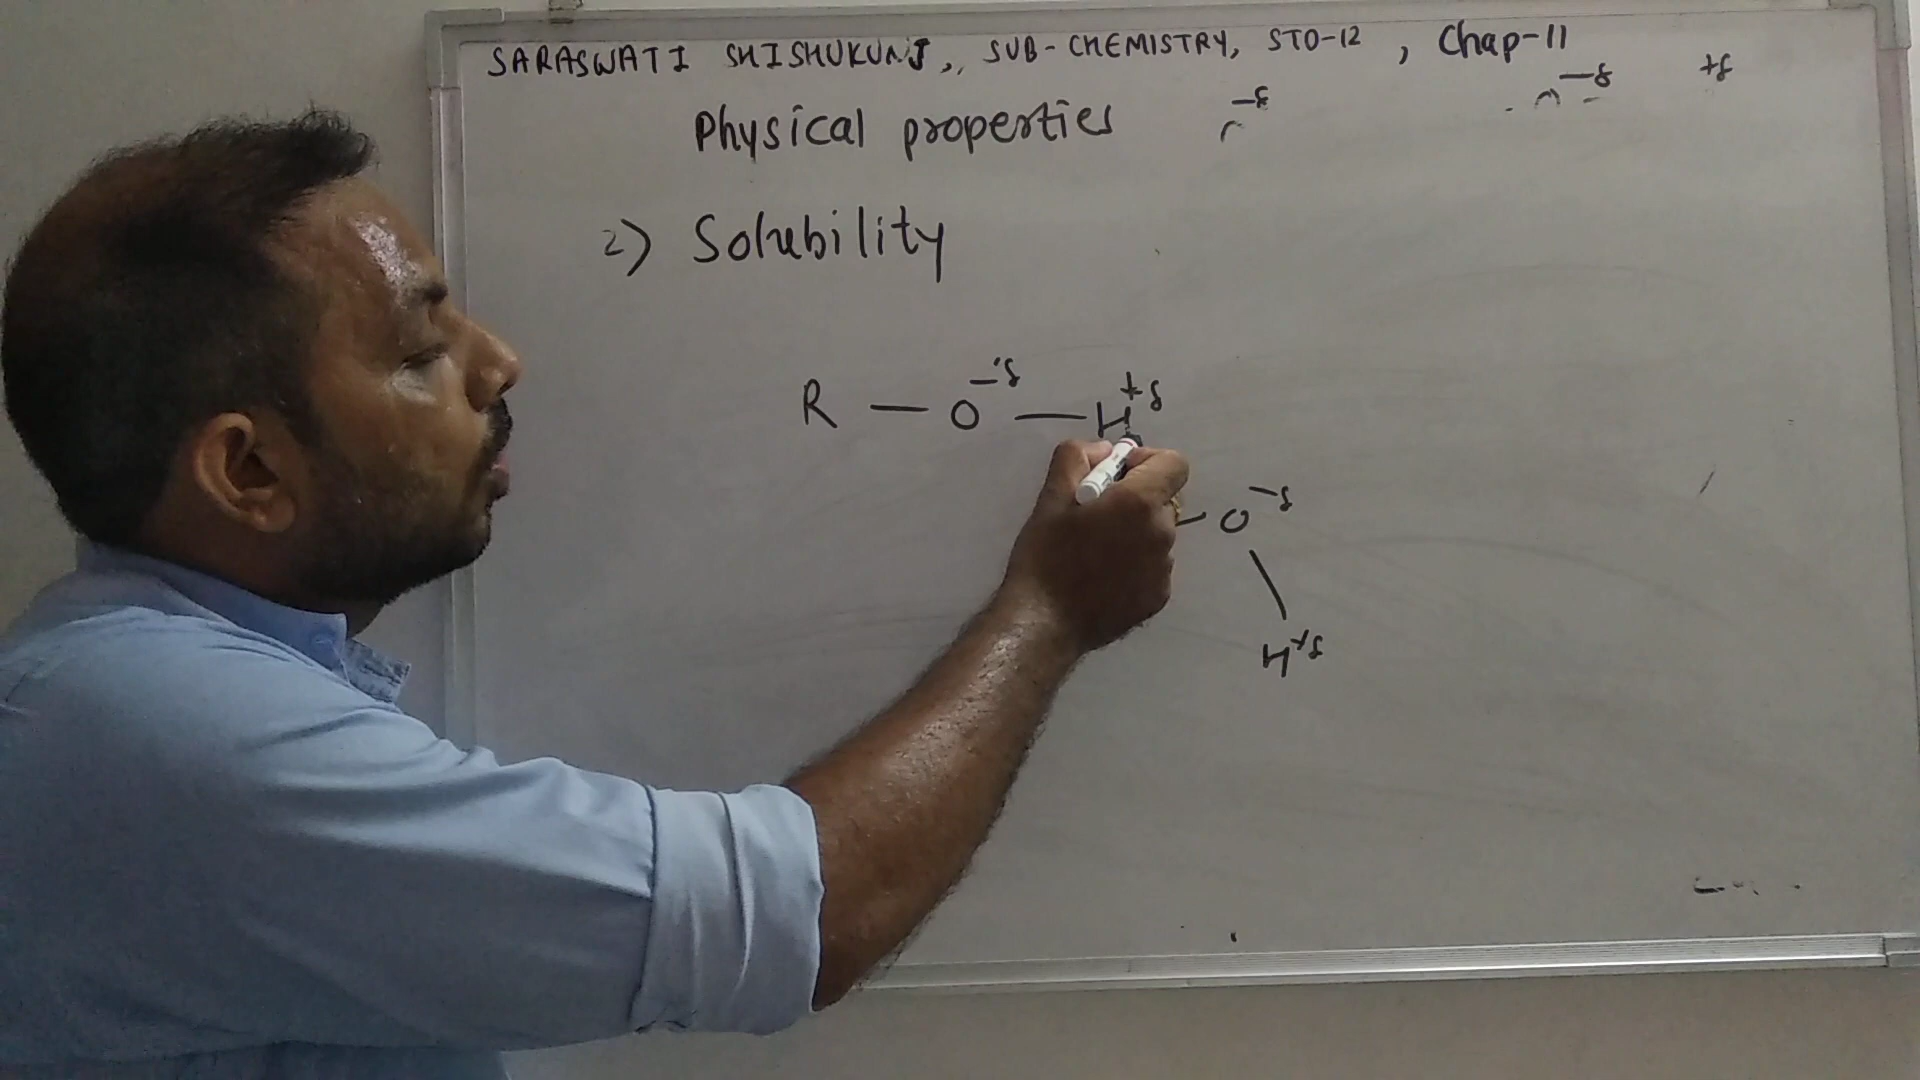 SARASWATI SHISHUKUNJ, SUB-CHEMISTRY, STD-12, Chap-11
-δ +δ
Physical properties -δ
2) Solubility
R — O -δ — H +δ
— O -δ
H +δ